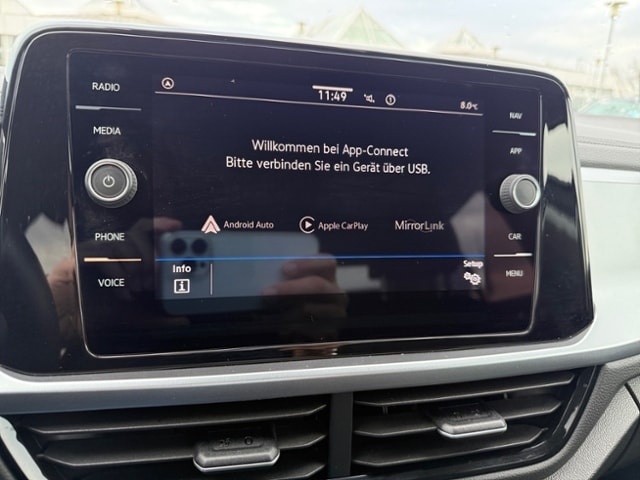 RADIO
MEDIA
PHONE
VOICE
11:49
8.0°C
Willkommen bei App-Connect
Bitte verbinden Sie ein Gerät über USB.
Android Auto
Apple CarPlay
MirrorLink
Info
Setup
NAV
APP
CAR
MENU